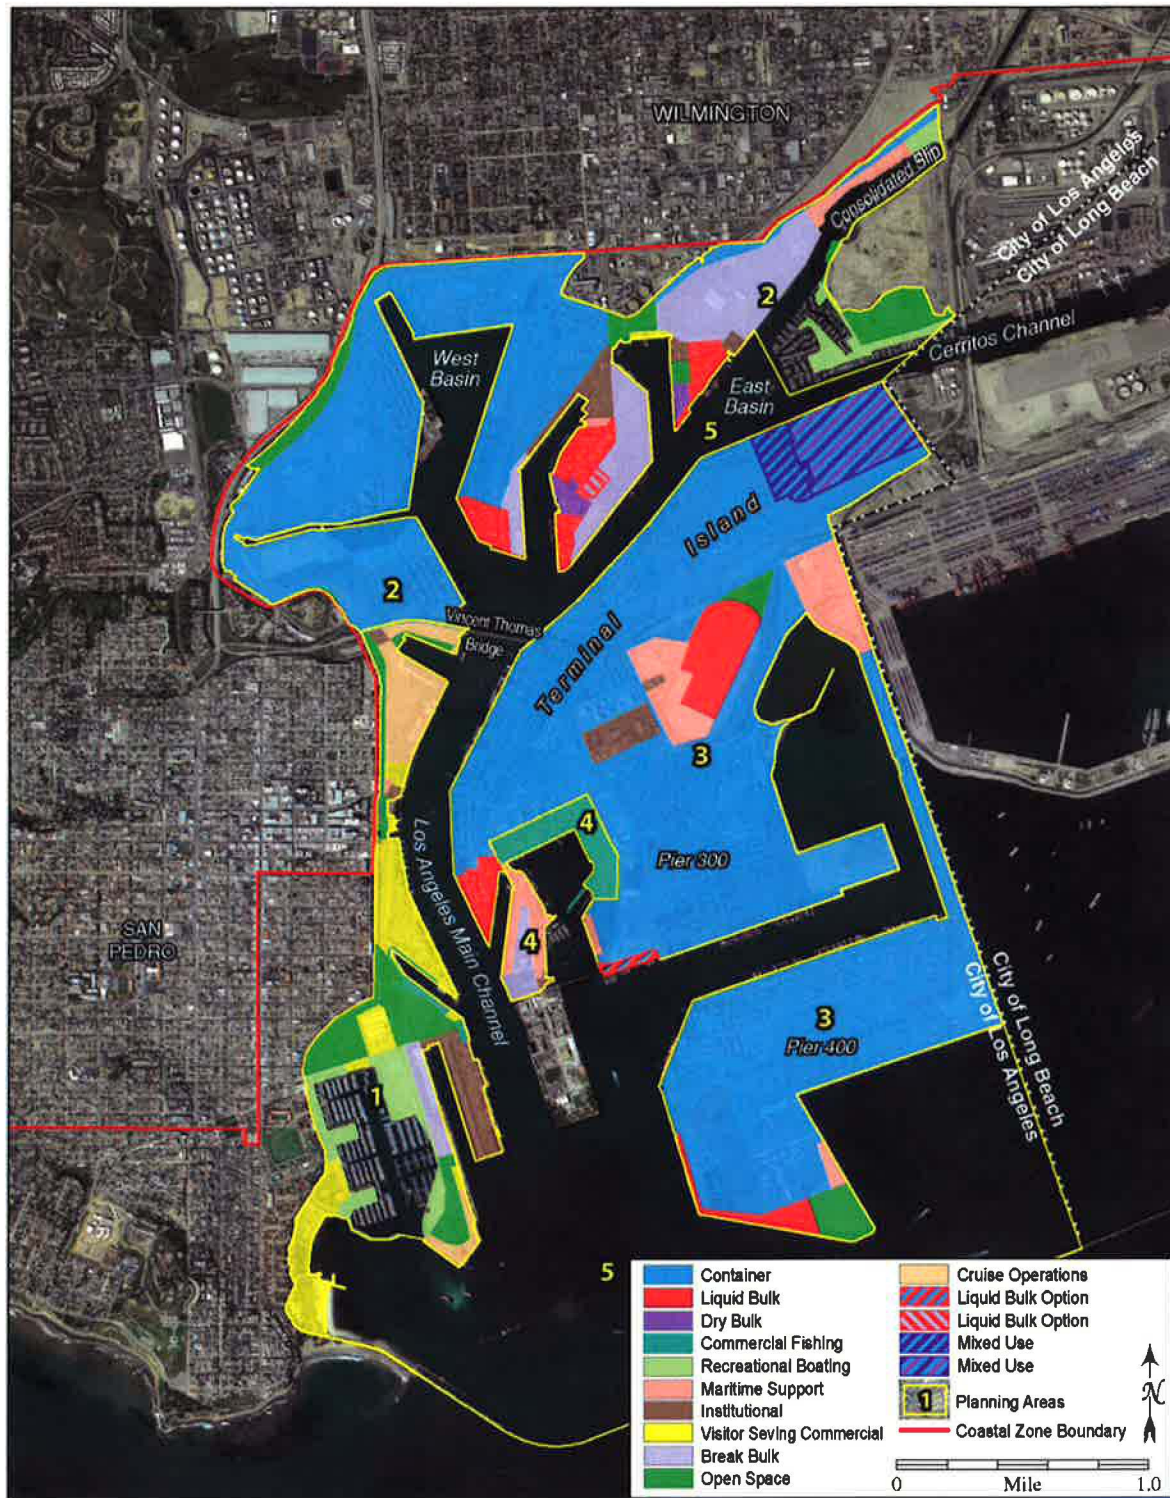 WILMINGTON
Consolidated Slip
City of Los Angeles
City of Long Beach
2
West
Basin
East
Basin
Cerritos Channel
5
Island
2
Vincent Thomas
Bridge
Terminal
3
4
Pier 300
Los Angeles Main Channel
SAN
PEDRO
4
City of Long Beach
City of Los Angeles
3
Pier 400
1
5
Container
Liquid Bulk
Dry Bulk
Commercial Fishing
Recreational Boating
Maritime Support
Institutional
Visitor Seving Commercial
Break Bulk
Open Space
Cruise Operations
Liquid Bulk Option
Liquid Bulk Option
Mixed Use
Mixed Use
1 Planning Areas
Coastal Zone Boundary
N
0 Mile 1.0